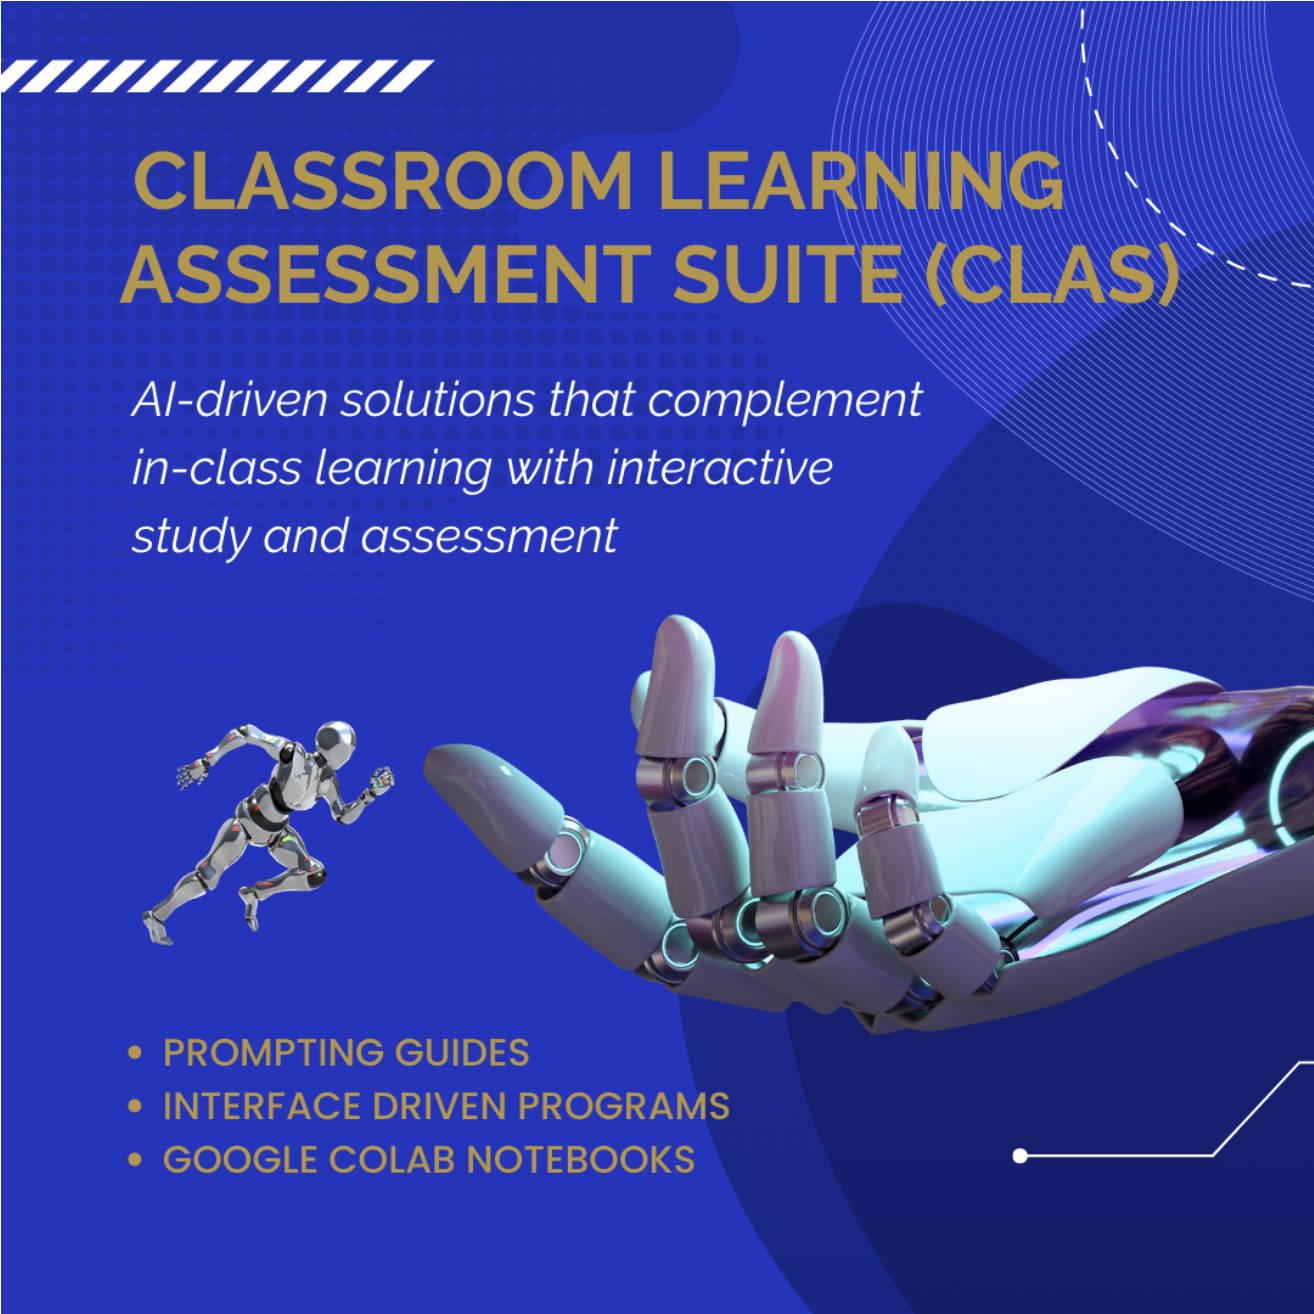 CLASSROOM LEARNING
ASSESSMENT SUITE (CLAS)
AI-driven solutions that complement
in-class learning with interactive
study and assessment
• PROMPTING GUIDES
• INTERFACE DRIVEN PROGRAMS
• GOOGLE COLAB NOTEBOOKS